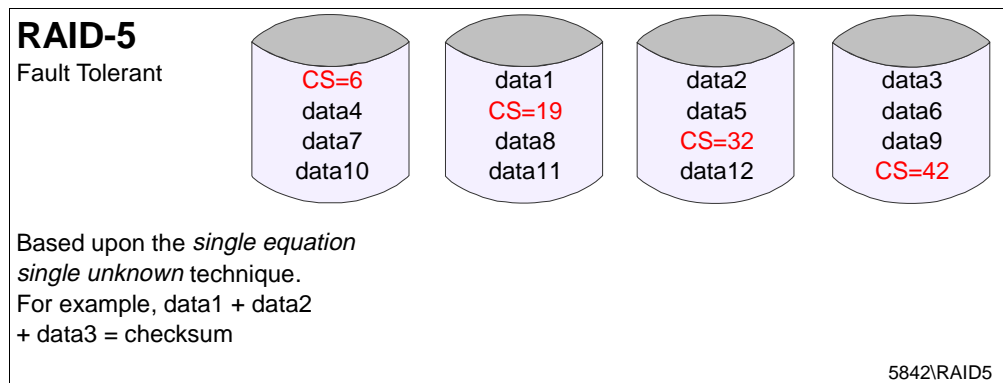 RAID-5
Fault Tolerant
CS=6
data4
data7
data10
data1
CS=19
data8
data11
data2
data5
CS=32
data12
data3
data6
data9
CS=42
Based upon the single equation
single unknown technique.
For example, data1 + data2
+ data3 = checksum
5842\RAID5